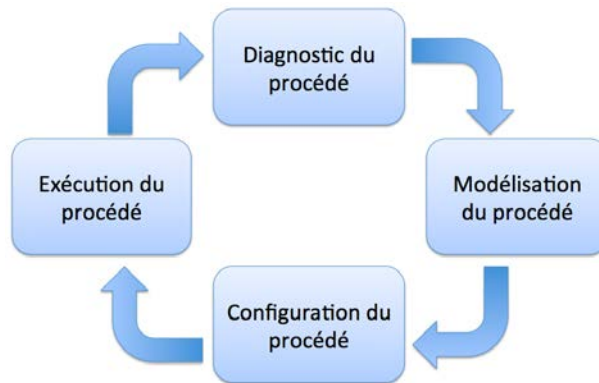 Diagnostic du
procédé
Modélisation
du procédé
Configuration du
procédé
Exécution du
procédé